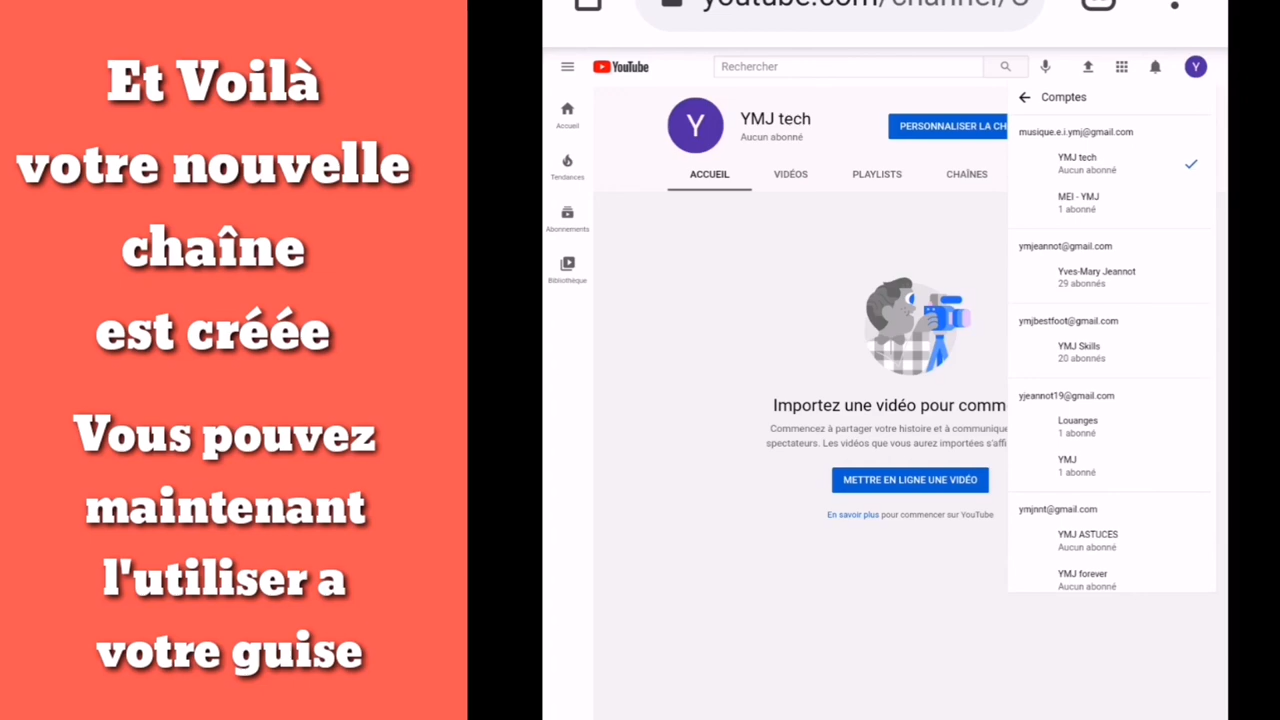 Et Voilà
votre nouvelle
chaîne
est créée
Vous pouvez
maintenant
l'utiliser a
votre guise
YouTube
Rechercher
Y
Accueil
Tendances
Abonnements
Bibliothèque
Y
YMJ tech
Aucun abonné
PERSONNALISER LA CH
ACCUEIL VIDÉOS PLAYLISTS CHAÎNES
Importez une vidéo pour comm
Commencez à partager votre histoire et à communique
spectateurs. Les vidéos que vous aurez importées s'affi
METTRE EN LIGNE UNE VIDÉO
En savoir plus pour commencer sur YouTube
Comptes
musique.e.i.ymj@gmail.com
YMJ tech
Aucun abonné
MEI - YMJ
1 abonné
ymjeannot@gmail.com
Yves-Mary Jeannot
29 abonnés
ymjbestfoot@gmail.com
YMJ Skills
20 abonnés
yjeannot19@gmail.com
Louanges
1 abonné
YMJ
1 abonné
ymjnnt@gmail.com
YMJ ASTUCES
Aucun abonné
YMJ forever
Aucun abonné